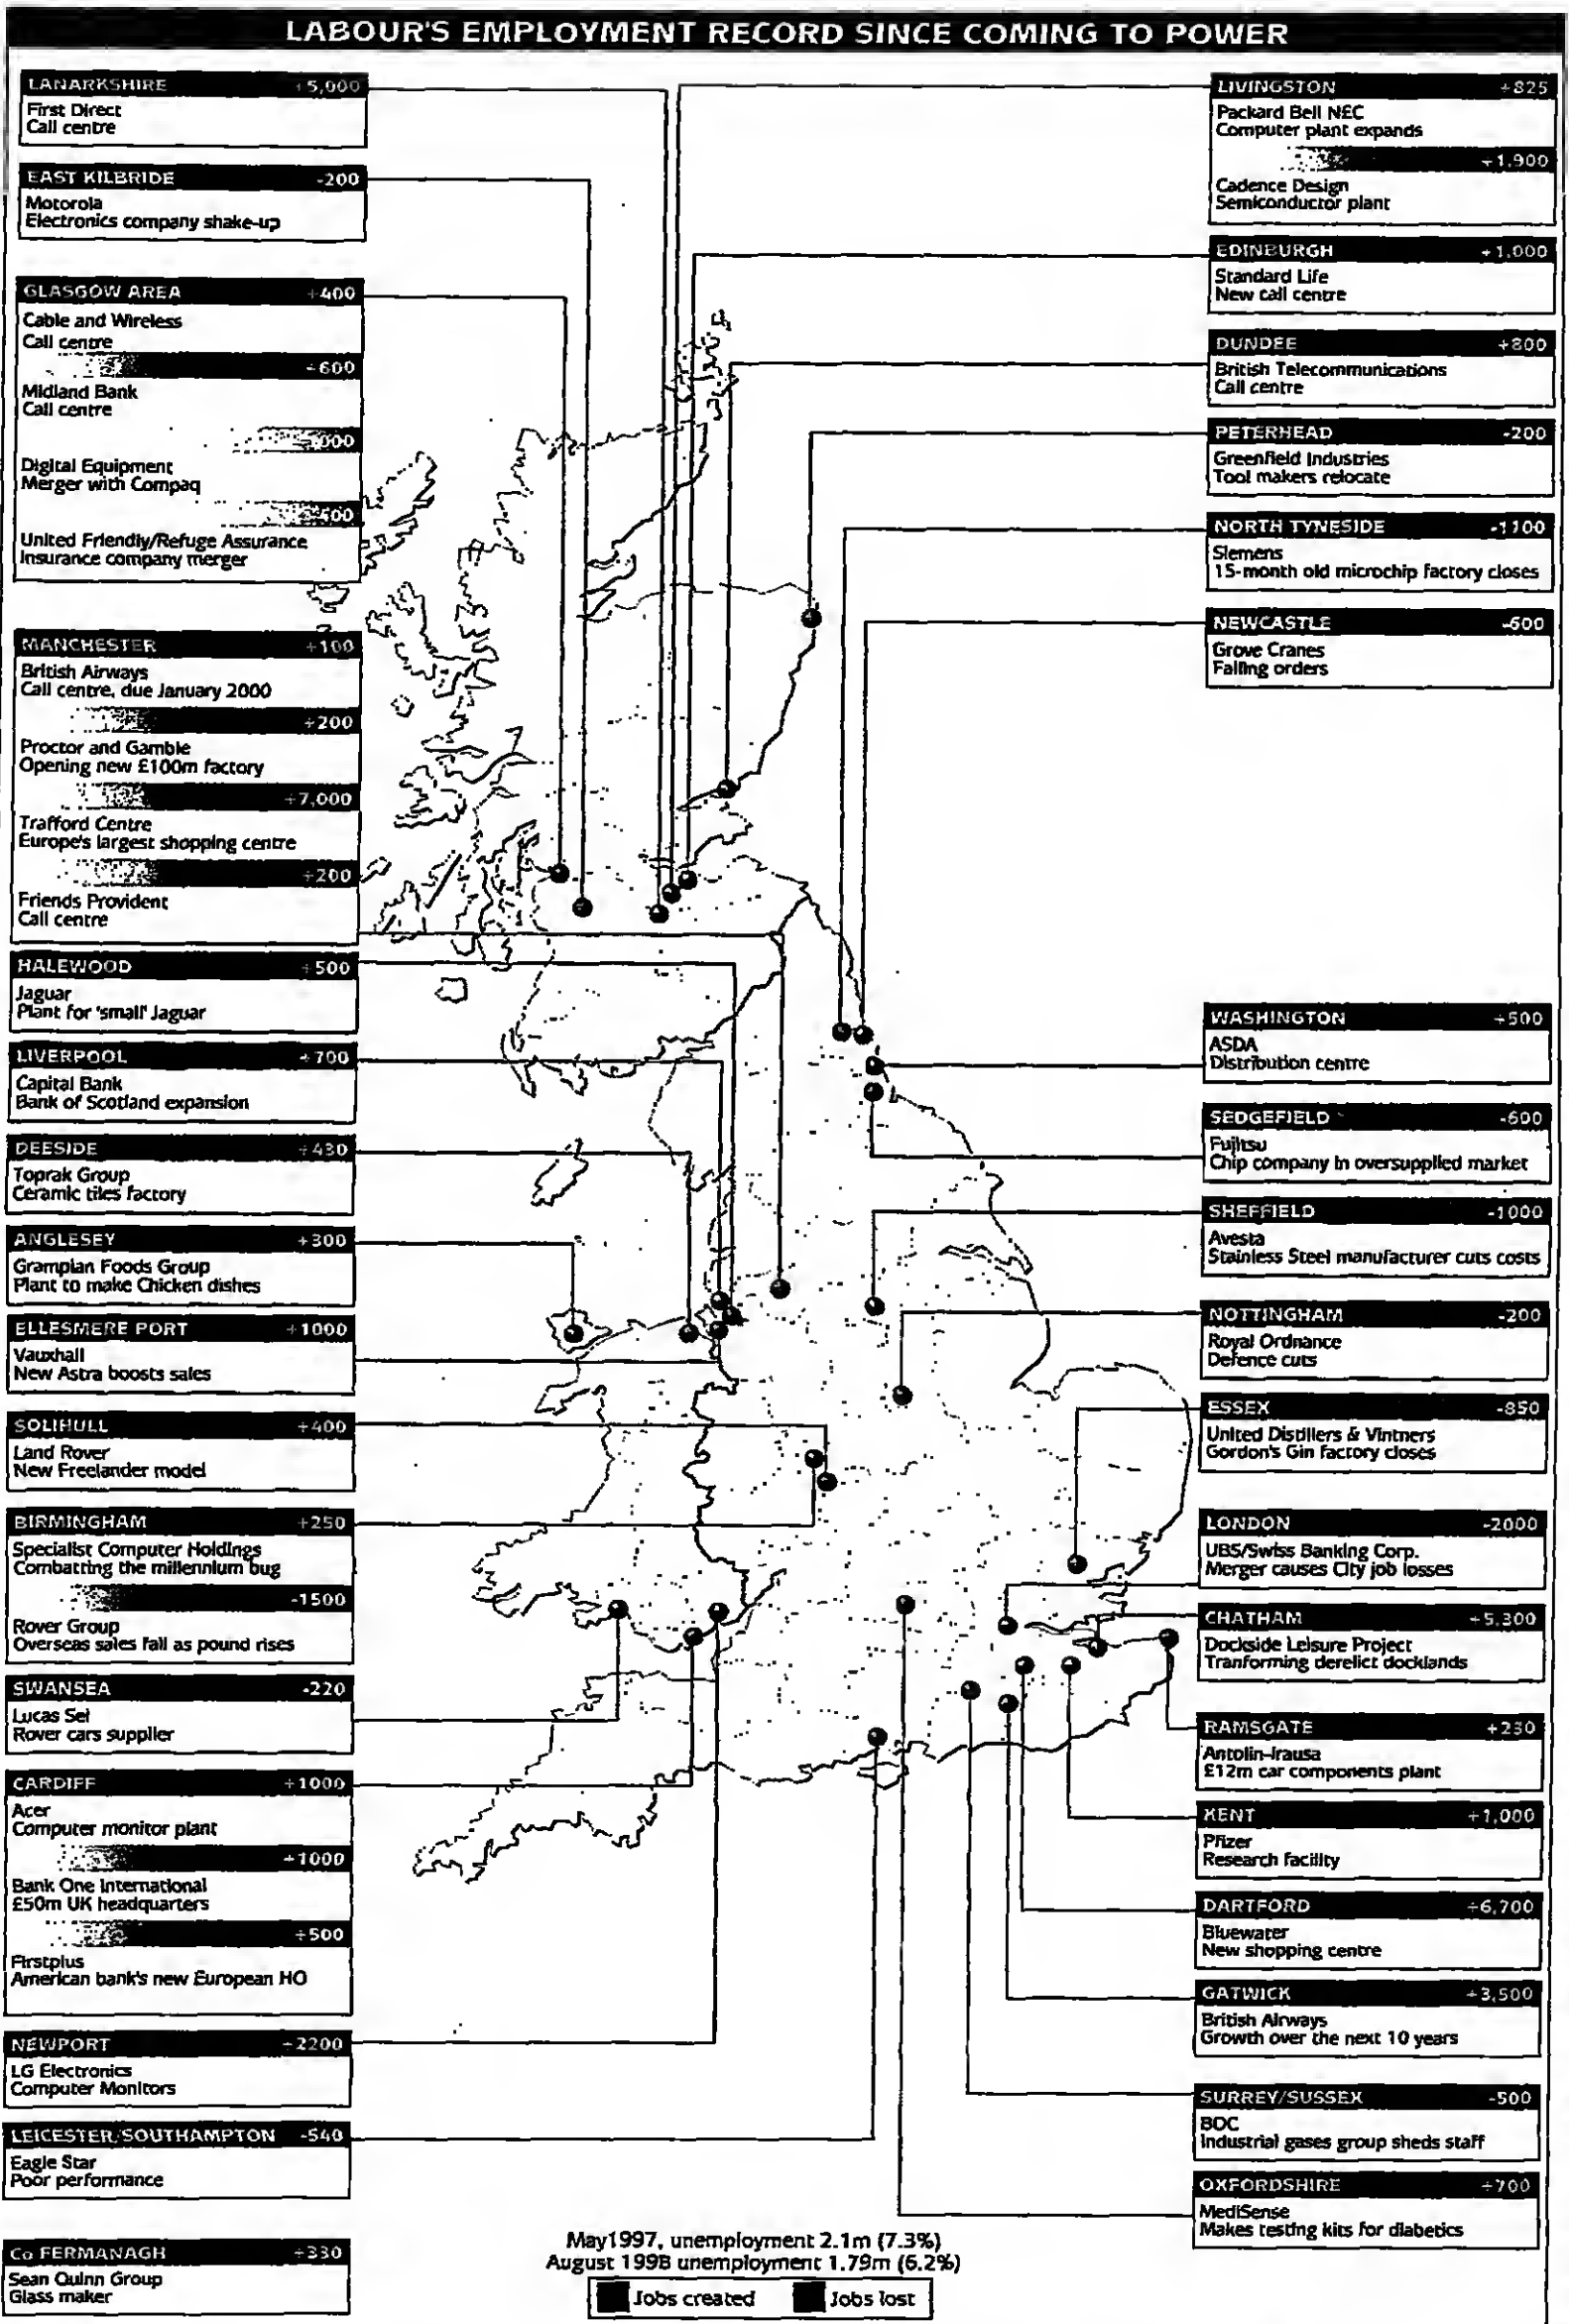 LABOUR'S EMPLOYMENT RECORD SINCE COMING TO POWER
LANARKSHIRE +5,000
First Direct
Call centre
EAST KILBRIDE -200
Motorola
Electronics company shake-up
GLASGOW AREA +400
Cable and Wireless
Call centre
+600
Midland Bank
Call centre
Digital Equipment
Merger with Compaq
United Friendly/Refuge Assurance
Insurance company merger
MANCHESTER +100
British Airways
Call centre, due January 2000
+200
Proctor and Gamble
Opening new £100m factory
+7,000
Trafford Centre
Europe's largest shopping centre
+200
Friends Provident
Call centre
HALEWOOD +500
Jaguar
Plant for 'small' Jaguar
LIVERPOOL +700
Capital Bank
Bank of Scotland expansion
DEESIDE +430
Toprak Group
Ceramic tiles factory
ANGLESEY +300
Grampian Foods Group
Plant to make Chicken dishes
ELLESMERE PORT +1000
Vauxhall
New Astra boosts sales
SOLIHULL +400
Land Rover
New Freelander model
BIRMINGHAM +250
Specialist Computer Holdings
Combatting the millennium bug
-1500
Rover Group
Overseas sales fall as pound rises
SWANSEA -220
Lucas Sei
Rover cars supplier
CARDIFF +1000
Acer
Computer monitor plant
+1000
Bank One International
£50m UK headquarters
+500
Firstplus
American bank's new European HQ
NEWPORT +2200
LG Electronics
Computer Monitors
LEICESTER/SOUTHAMPTON -540
Eagle Star
Poor performance
Co FERMANAGH +330
Sean Quinn Group
Glass maker
LIVINGSTON +825
Packard Bell NEC
Computer plant expands
+1,900
Cadence Design
Semiconductor plant
EDINBURGH +1,000
Standard Life
New call centre
DUNDEE +800
British Telecommunications
Call centre
PETERHEAD -200
Greenfield Industries
Tool makers relocate
NORTH TYNESIDE -1100
Siemens
15-month old microchip factory closes
NEWCASTLE -600
Grove Cranes
Falling orders
WASHINGTON +500
ASDA
Distribution centre
SEDGEFIELD -600
Fujitsu
Chip company in oversupplied market
SHEFFIELD -1000
Avesta
Stainless Steel manufacturer cuts costs
NOTTINGHAM -200
Royal Ordnance
Defence cuts
ESSEX -850
United Distillers & Vintners
Gordon's Gin factory closes
LONDON -2000
UBS/Swiss Banking Corp.
Merger causes City job losses
CHATHAM +5,300
Dockside Leisure Project
Tranforming derelict docklands
RAMSGATE +230
Antolin-Irausa
£12m car components plant
KENT +1,000
Pfizer
Research facility
DARTFORD +6,700
Bluewater
New shopping centre
GATWICK +3,500
British Airways
Growth over the next 10 years
SURREY/SUSSEX -500
BOC
Industrial gases group sheds staff
OXFORDSHIRE +700
MediSense
Makes testing kits for diabetics
May1997, unemployment 2.1m (7.3%)
August 1998 unemployment 1.79m (6.2%)
Jobs created Jobs lost